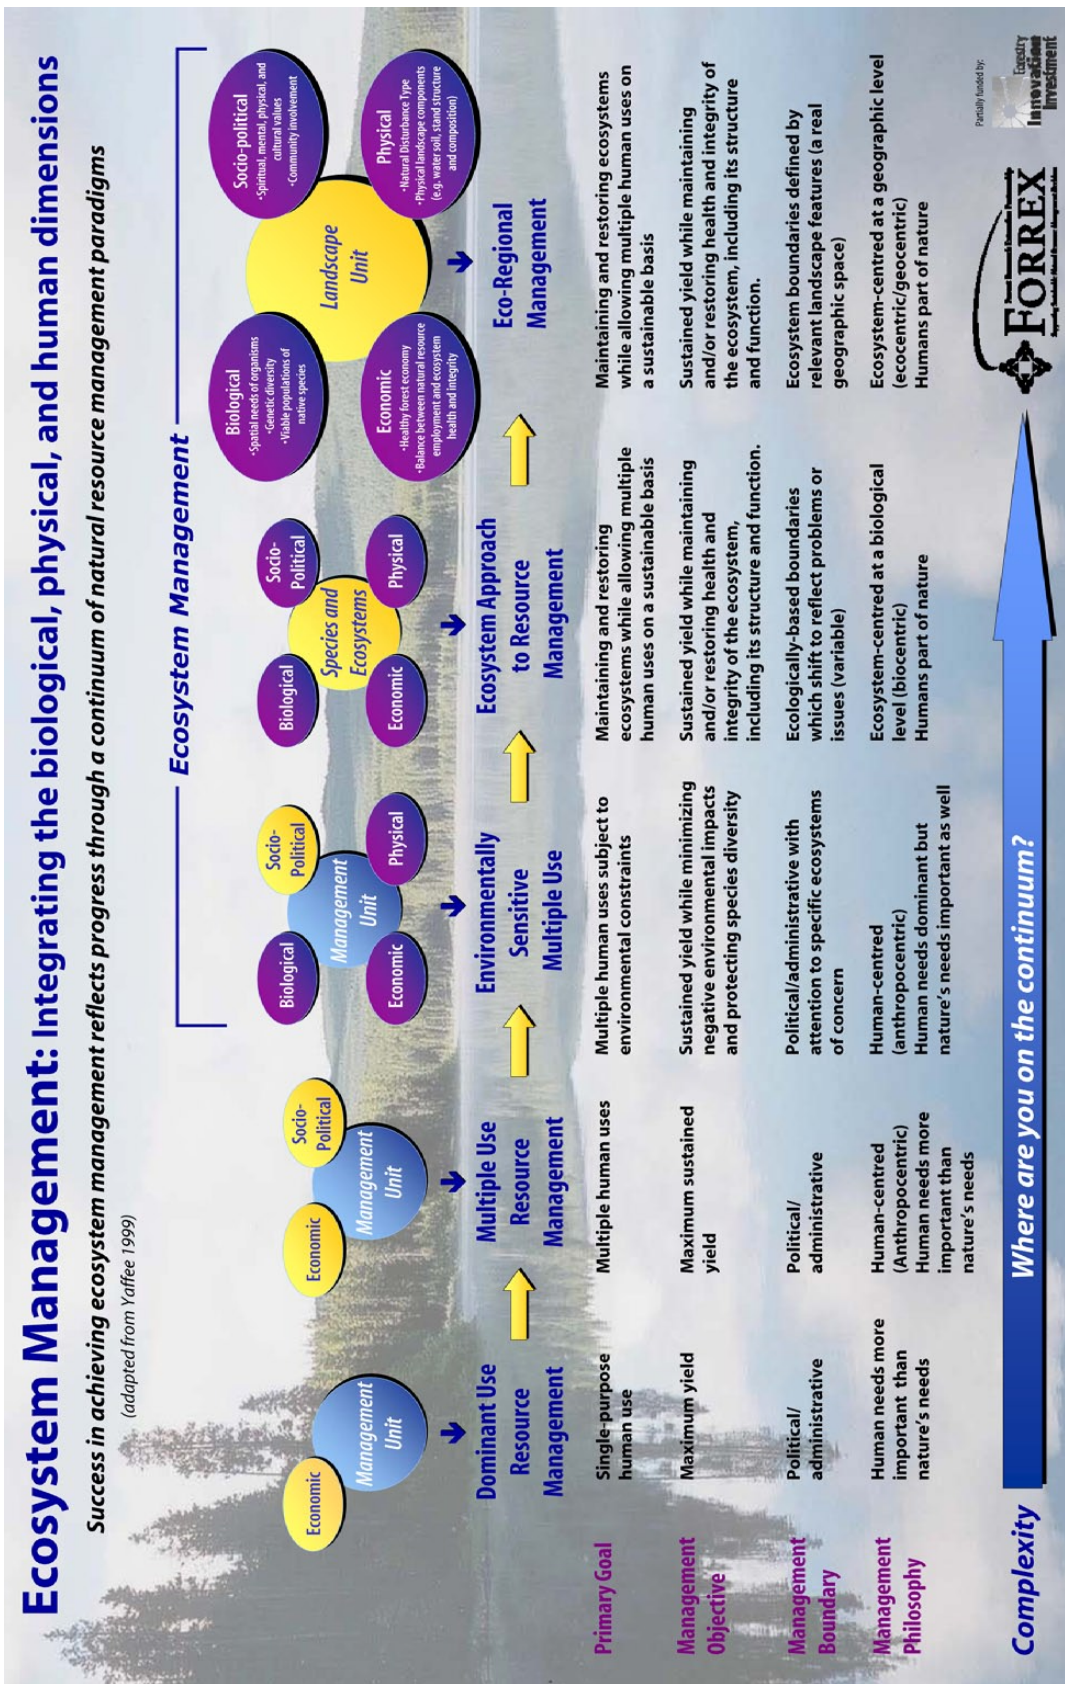 Ecosystem Management: Integrating the biological, physical, and human dimensions
Success in achieving ecosystem management reflects progress through a continuum of natural resource management paradigms
(adapted from Yaffee 1999)
Ecosystem Management
Economic
Management
Unit
Economic
Socio-
Political
Management
Unit
Biological
Socio-
Political
Management
Unit
Economic
Physical
Biological
Socio-
Political
Species and
Ecosystems
Economic
Physical
Biological
•Spatial needs of organisms
•Genetic diversity
•Viable populations of
native species
Socio-political
•Spiritual, mental, physical, and
cultural values
•Community involvement
Landscape
Unit
Economic
•Healthy forest economy
•Balance between natural resource
employment and ecosystem
health and integrity
Physical
•Natural Disturbance Type
•Physical landscape components
(e.g. water soil, stand structure
and composition)
Dominant Use
Resource
Management
Multiple Use
Resource
Management
Environmentally
Sensitive
Multiple Use
Ecosystem Approach
to Resource
Management
Eco-Regional
Management
Primary Goal
Single-purpose
human use
Multiple human uses
Multiple human uses subject to
environmental constraints
Maintaining and restoring
ecosystems while allowing multiple
human uses on a sustainable basis
Maintaining and restoring ecosystems
while allowing multiple human uses on
a sustainable basis
Management
Objective
Maximum yield
Maximum sustained
yield
Sustained yield while minimizing
negative environmental impacts
and protecting species diversity
Sustained yield while maintaining
and/or restoring health and
integrity of the ecosystem,
including its structure and function.
Sustained yield while maintaining
and/or ratoring health and integrity of
the ecosystem, including its structure
and function.
Management
Boundary
Political/
administrative
Political/
administrative
Political/administrative with
attention to specific ecosystems
of concern
Ecologically-based boundaries
which shift to reflect problems or
issues (variable)
Ecosystem boundaries defined by
relevant landscape features (a real
geographic space)
Management
Philosophy
Human needs more
important than
nature's needs
Human-centred
(Anthropocentric)
Human needs more
important than
nature's needs
Human-centred
(anthropocentric)
Human needs dominant but
nature's needs important as well
Ecosystem-centred at a biological
level (biocentric)
Humans part of nature
Ecosystem-centred at a geographic level
(ecocentric/geocentric)
Humans part of nature
Complexity
Where are you on the continuum?
FORREX
Partially funded by:
Forestry
Innovation
Investment